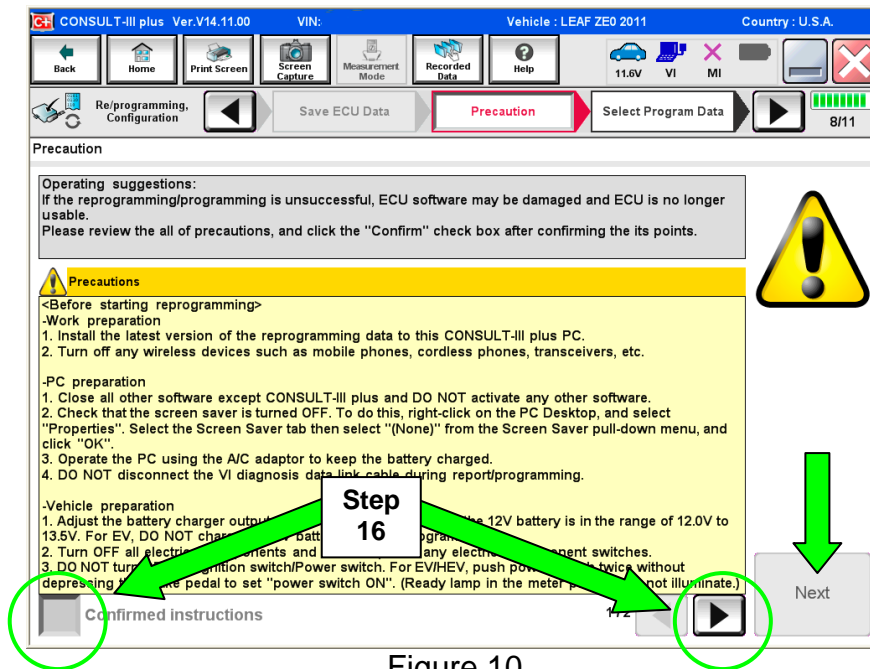 C+ CONSULT-III plus Ver.V14.11.00 VIN: Vehicle : LEAF ZE0 2011 Country : U.S.A.
Back Home Print Screen Screen Capture Measurement Mode Recorded Data Help 11.6V VI MI
Re/programming, Configuration Save ECU Data Precaution Select Program Data 8/11
Precaution
Operating suggestions:
If the reprogramming/programming is unsuccessful, ECU software may be damaged and ECU is no longer
usable.
Please review the all of precautions, and click the "Confirm" check box after confirming the its points.
Precautions
<Before starting reprogramming>
-Work preparation
1. Install the latest version of the reprogramming data to this CONSULT-III plus PC.
2. Turn off any wireless devices such as mobile phones, cordless phones, transceivers, etc.
-PC preparation
1. Close all other software except CONSULT-III plus and DO NOT activate any other software.
2. Check that the screen saver is turned OFF. To do this, right-click on the PC Desktop, and select
"Properties". Select the Screen Saver tab then select "(None)" from the Screen Saver pull-down menu, and
click "OK".
3. Operate the PC using the A/C adaptor to keep the battery charged.
4. DO NOT disconnect the VI diagnosis data link cable during report/programming.
-Vehicle preparation
1. Adjust the battery charger output the 12V battery is in the range of 12.0V to
13.5V. For EV, DO NOT
2. Turn OFF all and any switches.
3. DO NOT switch/Power switch. For EV/HEV, push twice without
depressing pedal to set "power switch ON". (Ready lamp in the meter not illuminate.)
Step
16
Confirmed instructions
Next
Figure 10